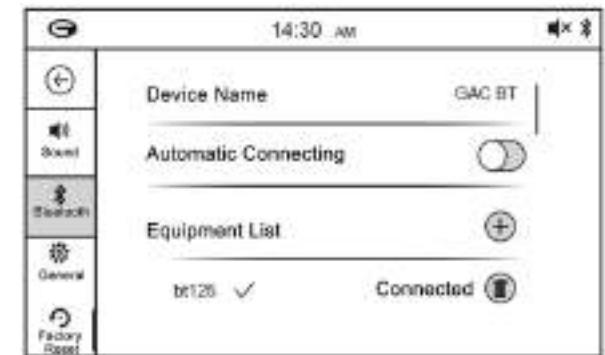 14:30 AM
Device Name GAC BT
Sound
Automatic Connecting
Bluetooth
Equipment List
General
bt126 ✓ Connected
Factory
Reset